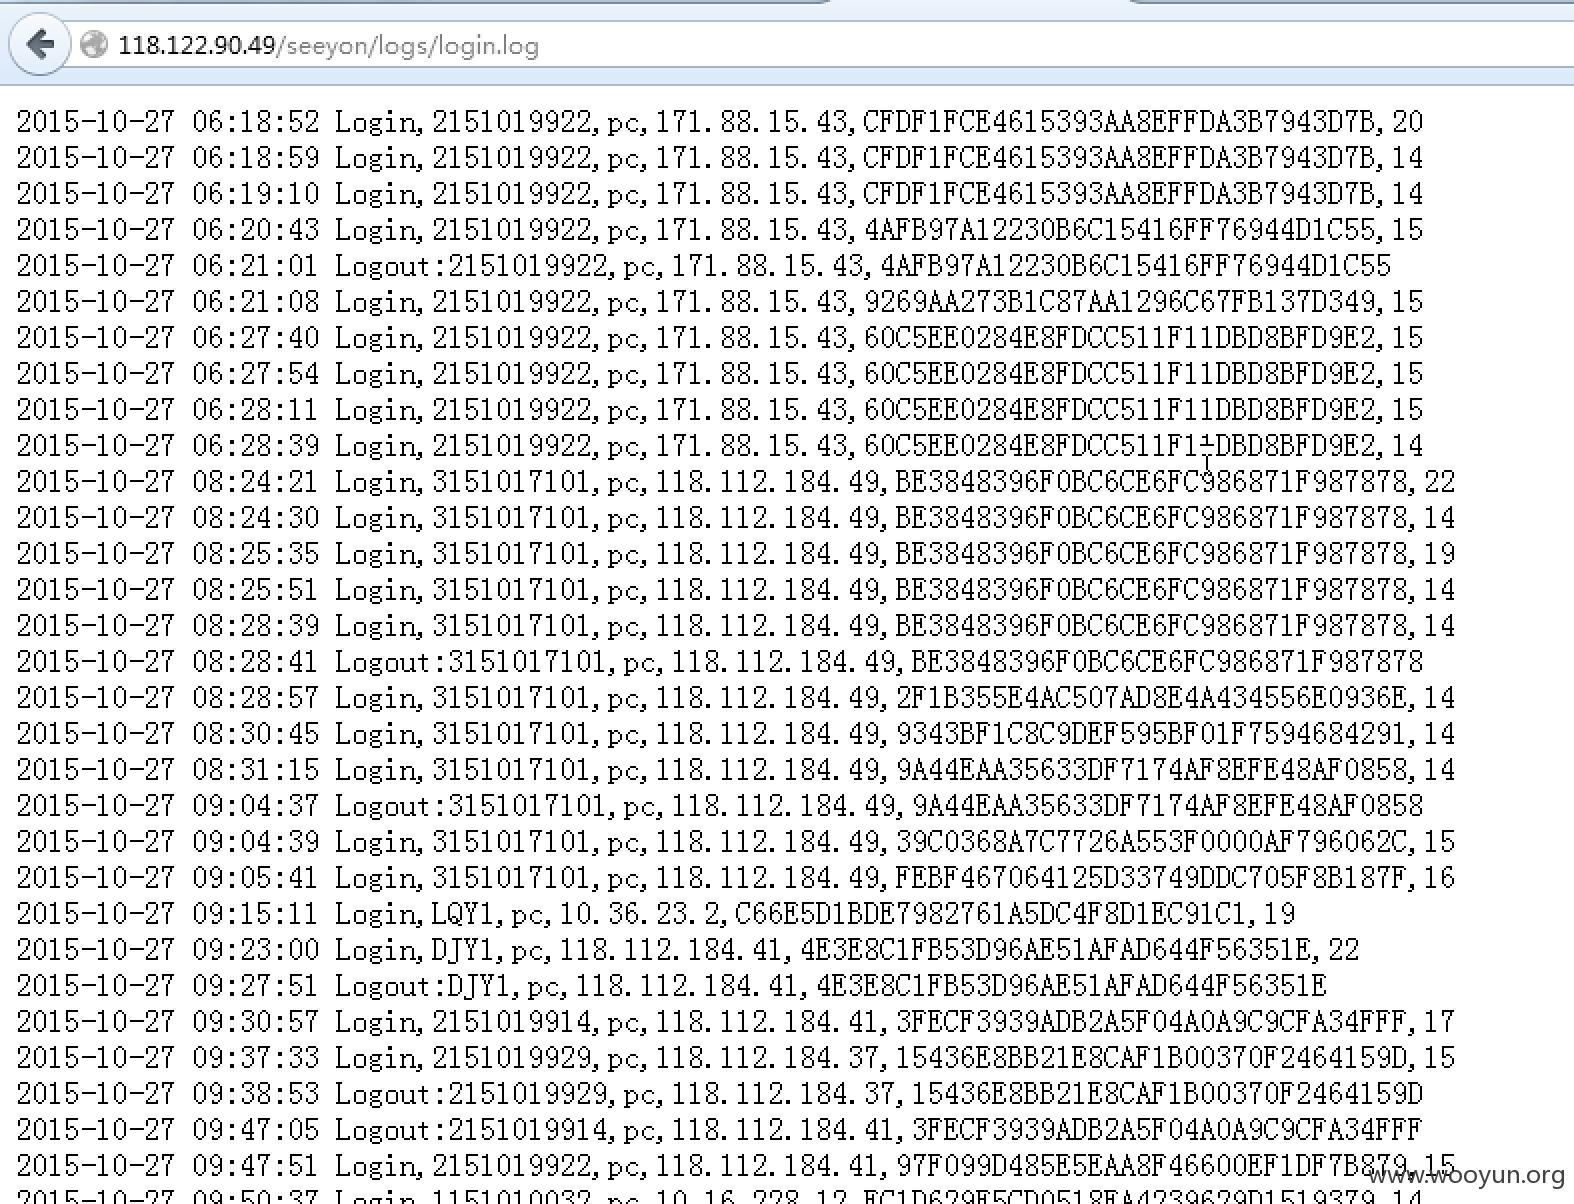 118.122.90.49/seeyon/logs/login.log
2015-10-27 06:18:52 Login,2151019922,pc,171.88.15.43,CFDF1FCE4615393AA8EFFDA3B7943D7B,20
2015-10-27 06:18:59 Login,2151019922,pc,171.88.15.43,CFDF1FCE4615393AA8EFFDA3B7943D7B,14
2015-10-27 06:19:10 Login,2151019922,pc,171.88.15.43,CFDF1FCE4615393AA8EFFDA3B7943D7B,14
2015-10-27 06:20:43 Login,2151019922,pc,171.88.15.43,4AFB97A12230B6C15416FF76944D1C55,15
2015-10-27 06:21:01 Logout:2151019922,pc,171.88.15.43,4AFB97A12230B6C15416FF76944D1C55
2015-10-27 06:21:08 Login,2151019922,pc,171.88.15.43,9269AA273B1C87AA1296C67FB137D349,15
2015-10-27 06:27:40 Login,2151019922,pc,171.88.15.43,60C5EE0284E8FDCC511F11DBD8BFD9E2,15
2015-10-27 06:27:54 Login,2151019922,pc,171.88.15.43,60C5EE0284E8FDCC511F11DBD8BFD9E2,15
2015-10-27 06:28:11 Login,2151019922,pc,171.88.15.43,60C5EE0284E8FDCC511F11DBD8BFD9E2,15
2015-10-27 06:28:39 Login,2151019922,pc,171.88.15.43,60C5EE0284E8FDCC511F11DBD8BFD9E2,14
2015-10-27 08:24:21 Login,3151017101,pc,118.112.184.49,BE3848396F0BC6CE6FC986871F987878,22
2015-10-27 08:24:30 Login,3151017101,pc,118.112.184.49,BE3848396F0BC6CE6FC986871F987878,14
2015-10-27 08:25:35 Login,3151017101,pc,118.112.184.49,BE3848396F0BC6CE6FC986871F987878,19
2015-10-27 08:25:51 Login,3151017101,pc,118.112.184.49,BE3848396F0BC6CE6FC986871F987878,14
2015-10-27 08:28:39 Login,3151017101,pc,118.112.184.49,BE3848396F0BC6CE6FC986871F987878,14
2015-10-27 08:28:41 Logout:3151017101,pc,118.112.184.49,BE3848396F0BC6CE6FC986871F987878
2015-10-27 08:28:57 Login,3151017101,pc,118.112.184.49,2F1B355E4AC507AD8E4A434556E0936E,14
2015-10-27 08:30:45 Login,3151017101,pc,118.112.184.49,9343BF1C8C9DEF595BF01F7594684291,14
2015-10-27 08:31:15 Login,3151017101,pc,118.112.184.49,9A44EAA35633DF7174AF8EFE48AF0858,14
2015-10-27 09:04:37 Logout:3151017101,pc,118.112.184.49,9A44EAA35633DF7174AF8EFE48AF0858
2015-10-27 09:04:39 Login,3151017101,pc,118.112.184.49,39C0368A7C7726A553F0000AF796062C,15
2015-10-27 09:05:41 Login,3151017101,pc,118.112.184.49,FEBF467064125D33749DDC705F8B187F,16
2015-10-27 09:15:11 Login,LQY1,pc,10.36.23.2,C66E5D1BDE7982761A5DC4F8D1EC91C1,19
2015-10-27 09:23:00 Login,DJY1,pc,118.112.184.41,4E3E8C1FB53D96AE51AFAD644F56351E,22
2015-10-27 09:27:51 Logout:DJY1,pc,118.112.184.41,4E3E8C1FB53D96AE51AFAD644F56351E
2015-10-27 09:30:57 Login,2151019914,pc,118.112.184.41,3FECF3939ADB2A5F04A0A9C9CFA34FFF,17
2015-10-27 09:37:33 Login,2151019929,pc,118.112.184.37,15436E8BB21E8CAF1B00370F2464159D,15
2015-10-27 09:38:53 Logout:2151019929,pc,118.112.184.37,15436E8BB21E8CAF1B00370F2464159D
2015-10-27 09:47:05 Logout:2151019914,pc,118.112.184.41,3FECF3939ADB2A5F04A0A9C9CFA34FFF
2015-10-27 09:47:51 Login,2151019922,pc,118.112.184.41,97F099D485E5EAA8F46600EF1DF7B879,15
www.wooyun.org
2015-10-27 09:50:37